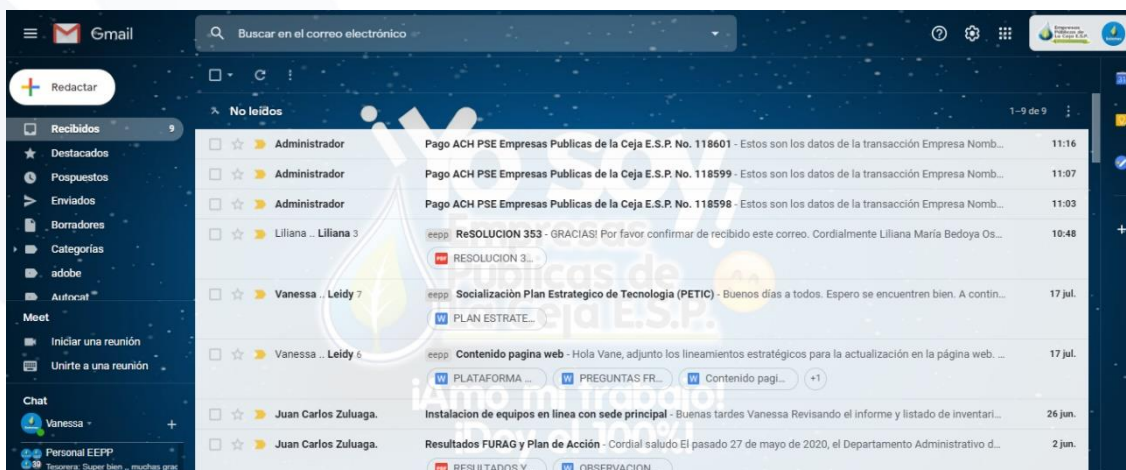 Gmail
Buscar en el correo electrónico
Empresas Públicas de La Ceja E.S.P.
Redactar
No leídos
1–9 de 9
Recibidos 9
Destacados
Pospuestos
Enviados
Borradores
Categorías
adobe
Autocat
Meet
Iniciar una reunión
Unirte a una reunión
Chat
Vanessa
Personal EEPP
39 Tesorera: Super bien .. muchas grac
Administrador Pago ACH PSE Empresas Publicas de la Ceja E.S.P. No. 118601 - Estos son los datos de la transacción Empresa Nomb... 11:16
Administrador Pago ACH PSE Empresas Publicas de la Ceja E.S.P. No. 118599 - Estos son los datos de la transacción Empresa Nomb... 11:07
Administrador Pago ACH PSE Empresas Publicas de la Ceja E.S.P. No. 118598 - Estos son los datos de la transacción Empresa Nomb... 11:03
Liliana .. Liliana 3 eepp ReSOLUCION 353 - GRACIAS! Por favor confirmar de recibido este correo. Cordialmente Liliana María Bedoya Os... 10:48
PDF RESOLUCION 3...
Vanessa .. Leidy 7 eepp Socialización Plan Estrategico de Tecnologia (PETIC) - Buenos días a todos. Espero se encuentren bien. A contin... 17 jul.
W PLAN ESTRATE...
Vanessa .. Leidy 6 eepp Contenido pagina web - Hola Vane, adjunto los lineamientos estratégicos para la actualización en la página web. ... 17 jul.
W PLATAFORMA ... W PREGUNTAS FR... W Contenido pagi... +1
Juan Carlos Zuluaga. Instalacion de equipos en linea con sede principal - Buenas tardes Vanessa Revisando el informe y listado de inventari... 26 jun.
Juan Carlos Zuluaga. Resultados FURAG y Plan de Acción - Cordial saludo El pasado 27 de mayo de 2020, el Departamento Administrativo d... 2 jun.
PDF RESULTADOS Y W OBSERVACION
¡Yo soy!
Empresas
Públicas de
la Ceja E.S.P.
¡Amo mi trabajo!
¡Doy el 100%!